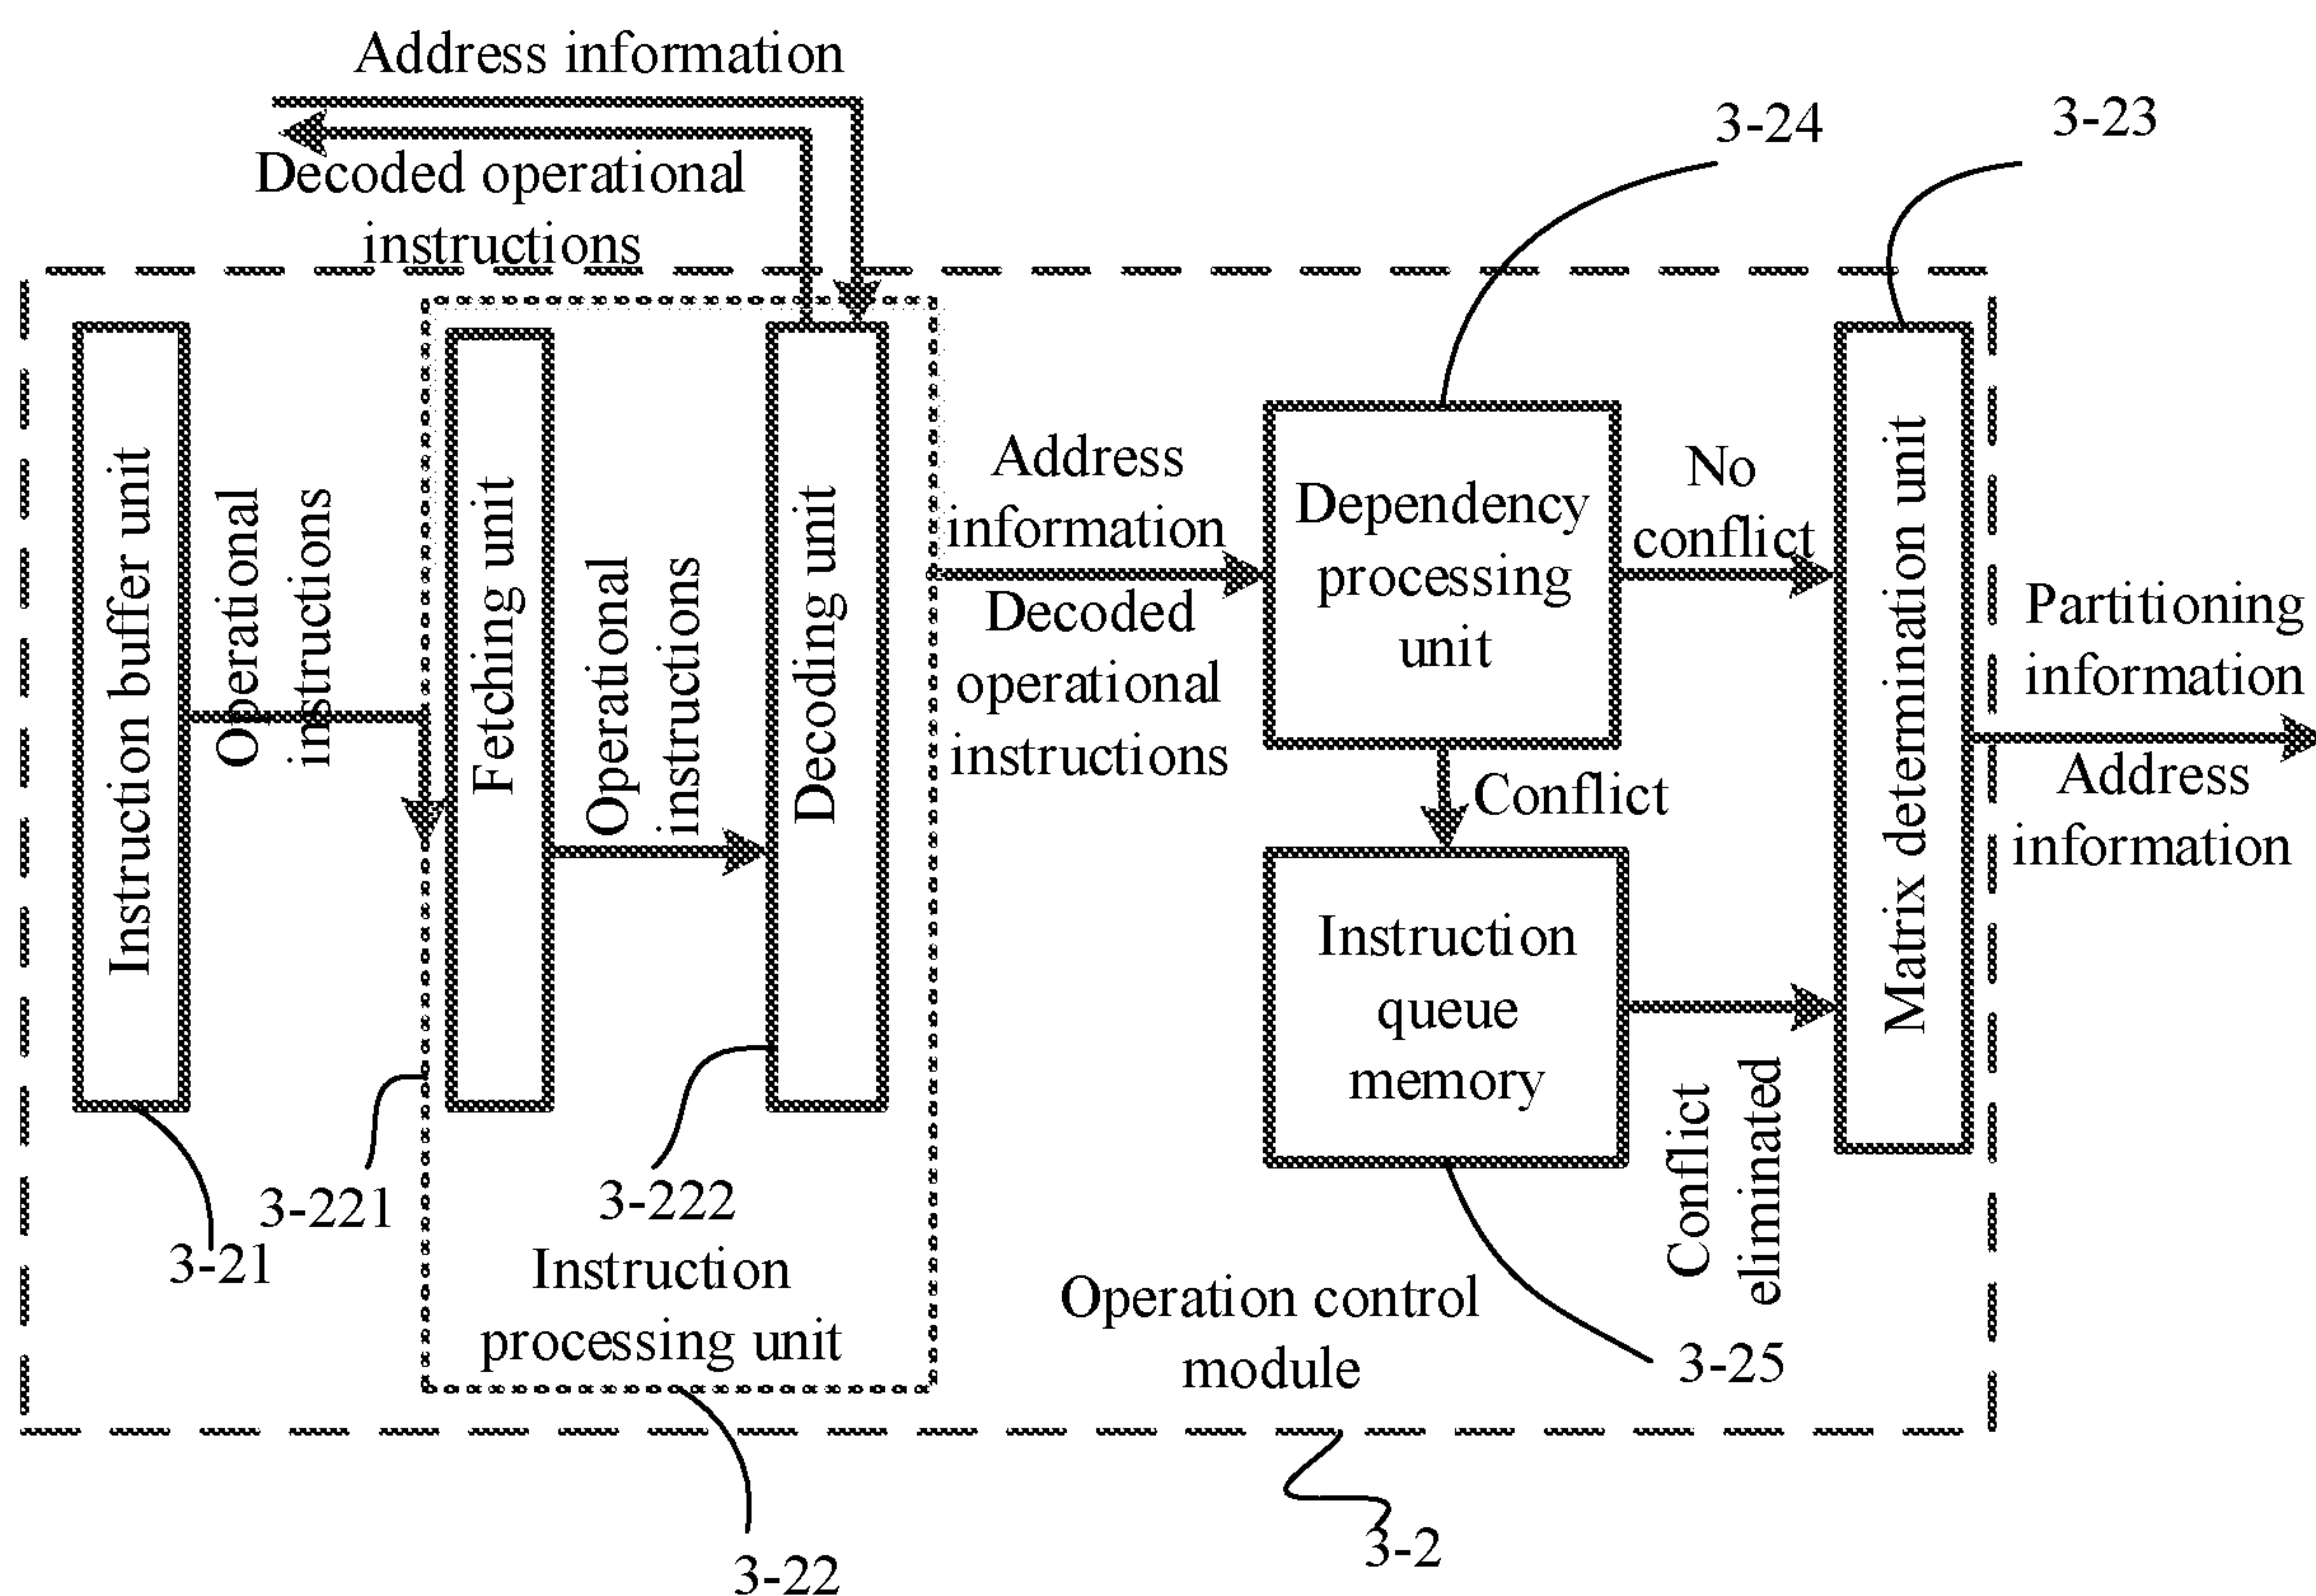 Address information
Decoded operational
instructions
3-24
3-23
Instruction buffer unit
Operational
instructions
Fetching unit
Operational
instructions
Decoding unit
Address
information
Decoded
operational
instructions
Dependency
processing
unit
No
conflict
Conflict
Instruction
queue
memory
Conflict
eliminated
Matrix determination unit
Partitioning
information
Address
information
3-21
3-221
3-222
Instruction
processing unit
Operation control
module
3-25
3-22
3-2